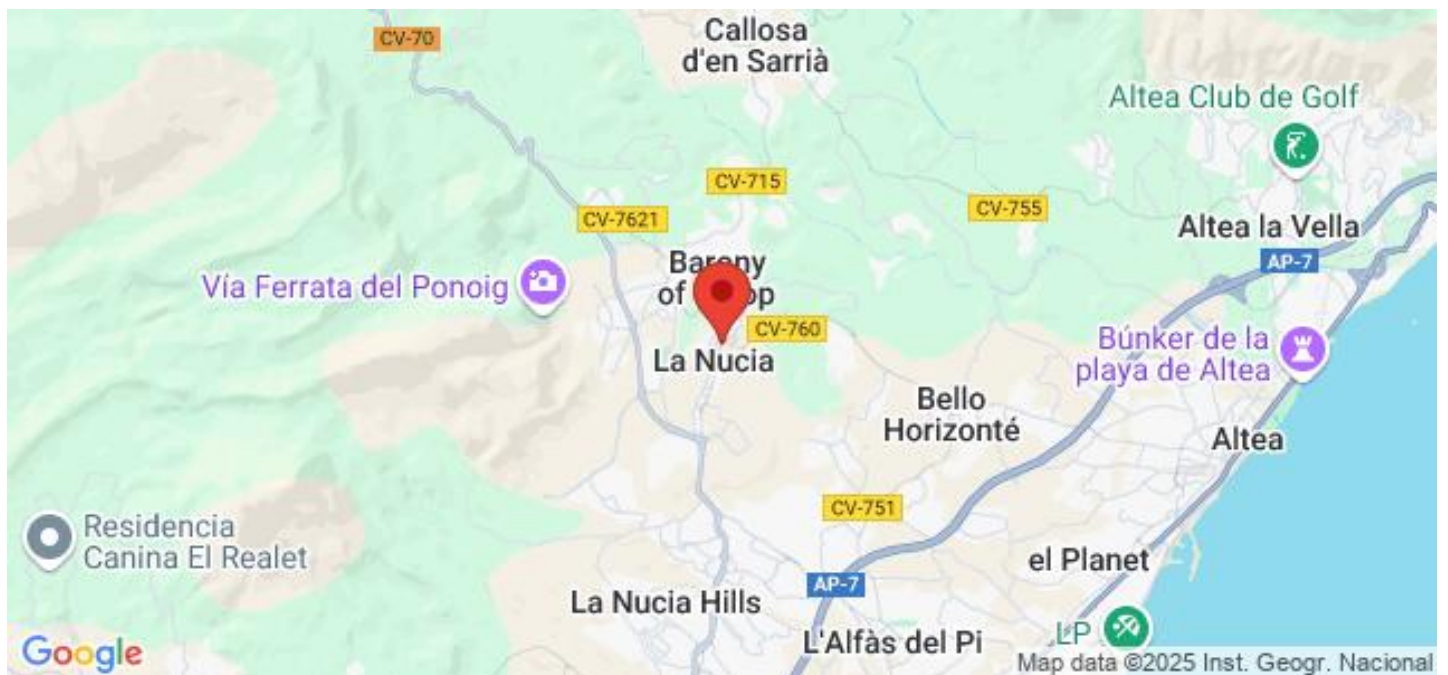 CV-70
Callosa
d'en Sarrià
Altea Club de Golf
CV-715
CV-755
CV-7621
Altea la Vella
AP-7
Barony
of
Vía Ferrata del Ponoig
CV-760
La Nucia
Búnker de la
playa de Altea
Bello
Horizonté
Altea
CV-751
Residencia
Canina El Realet
el Planet
AP-7
La Nucia Hills
L'Alfàs del Pi
LP
Google
Map data ©2025 Inst. Geogr. Nacional